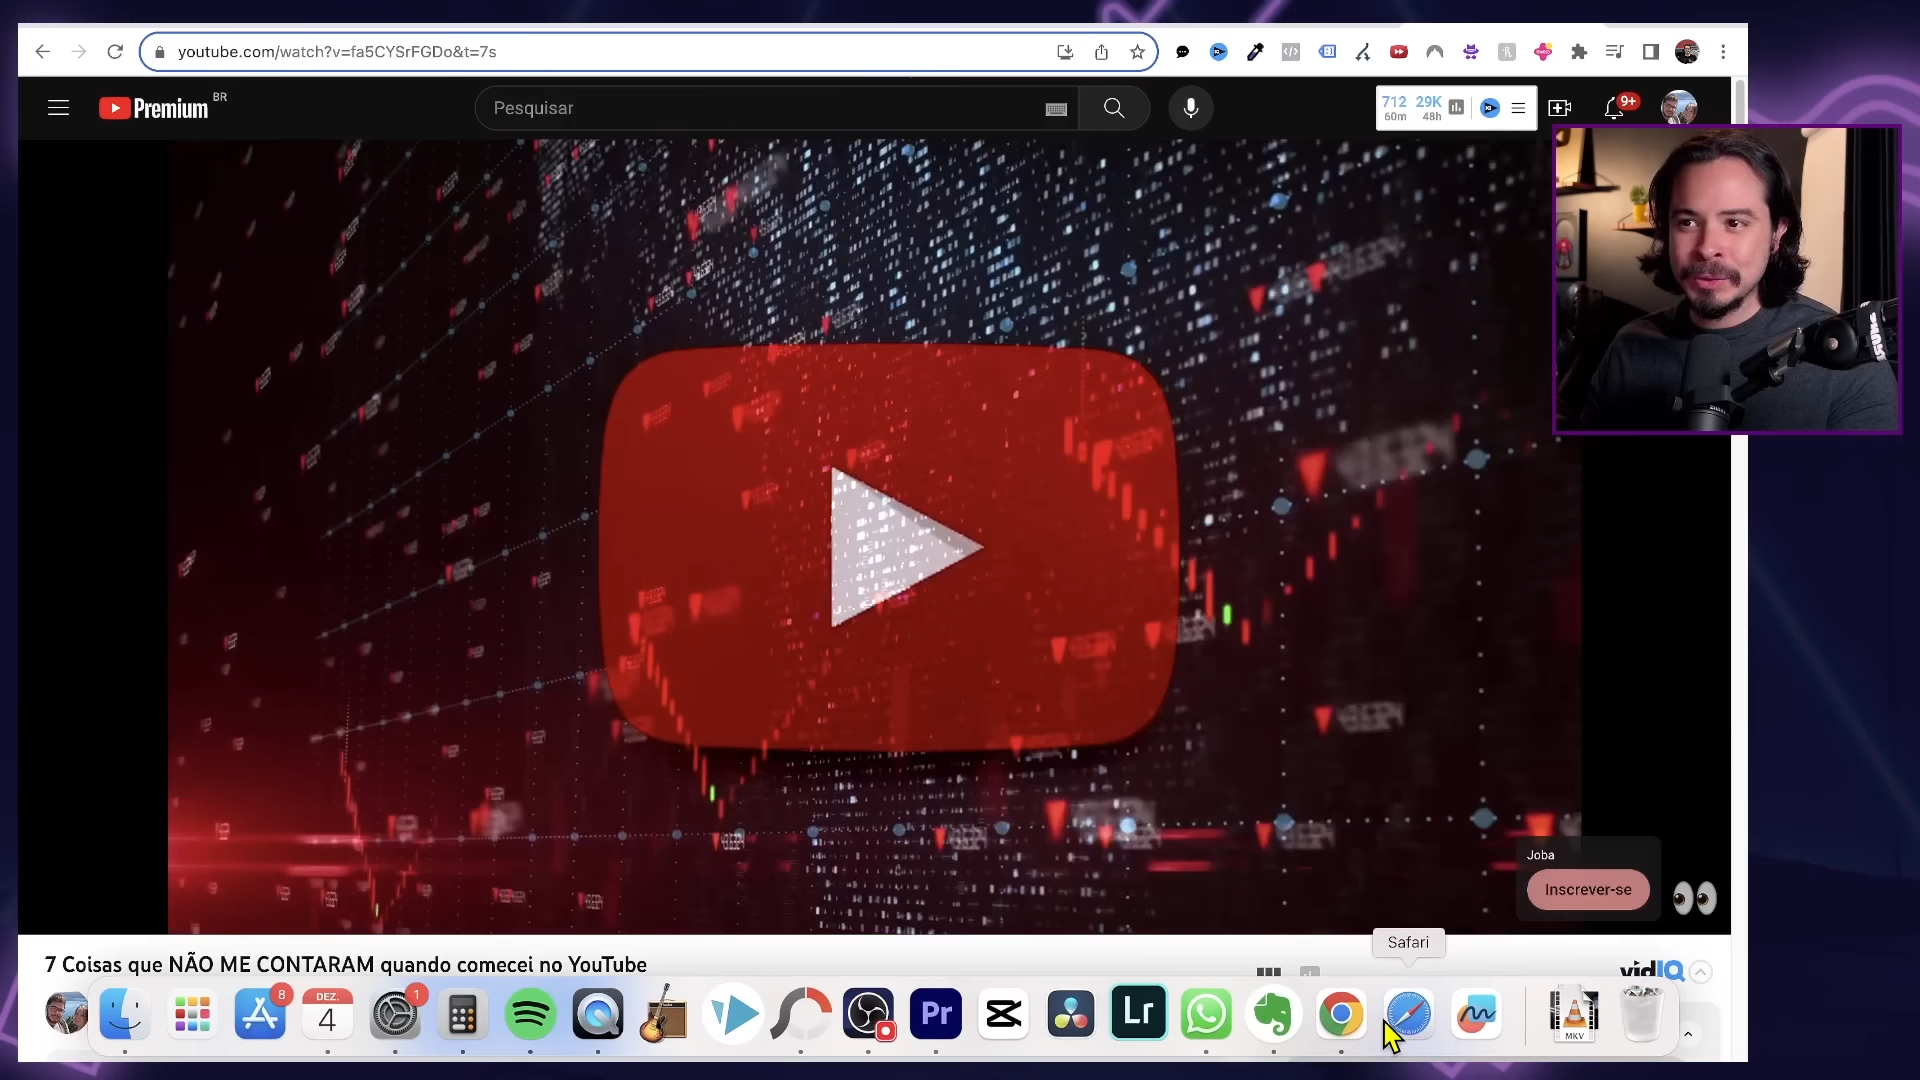 youtube.com/watch?v=fa5CYSrFGDo&t=7s
Premium BR
Pesquisar
712 29K
60m 48h
9+
Joba
Inscrever-se
Safari
7 Coisas que NÃO ME CONTARAM quando comecei no YouTube
vidIQ
8
DEZ.
4
1
Pr
Lr
MKV